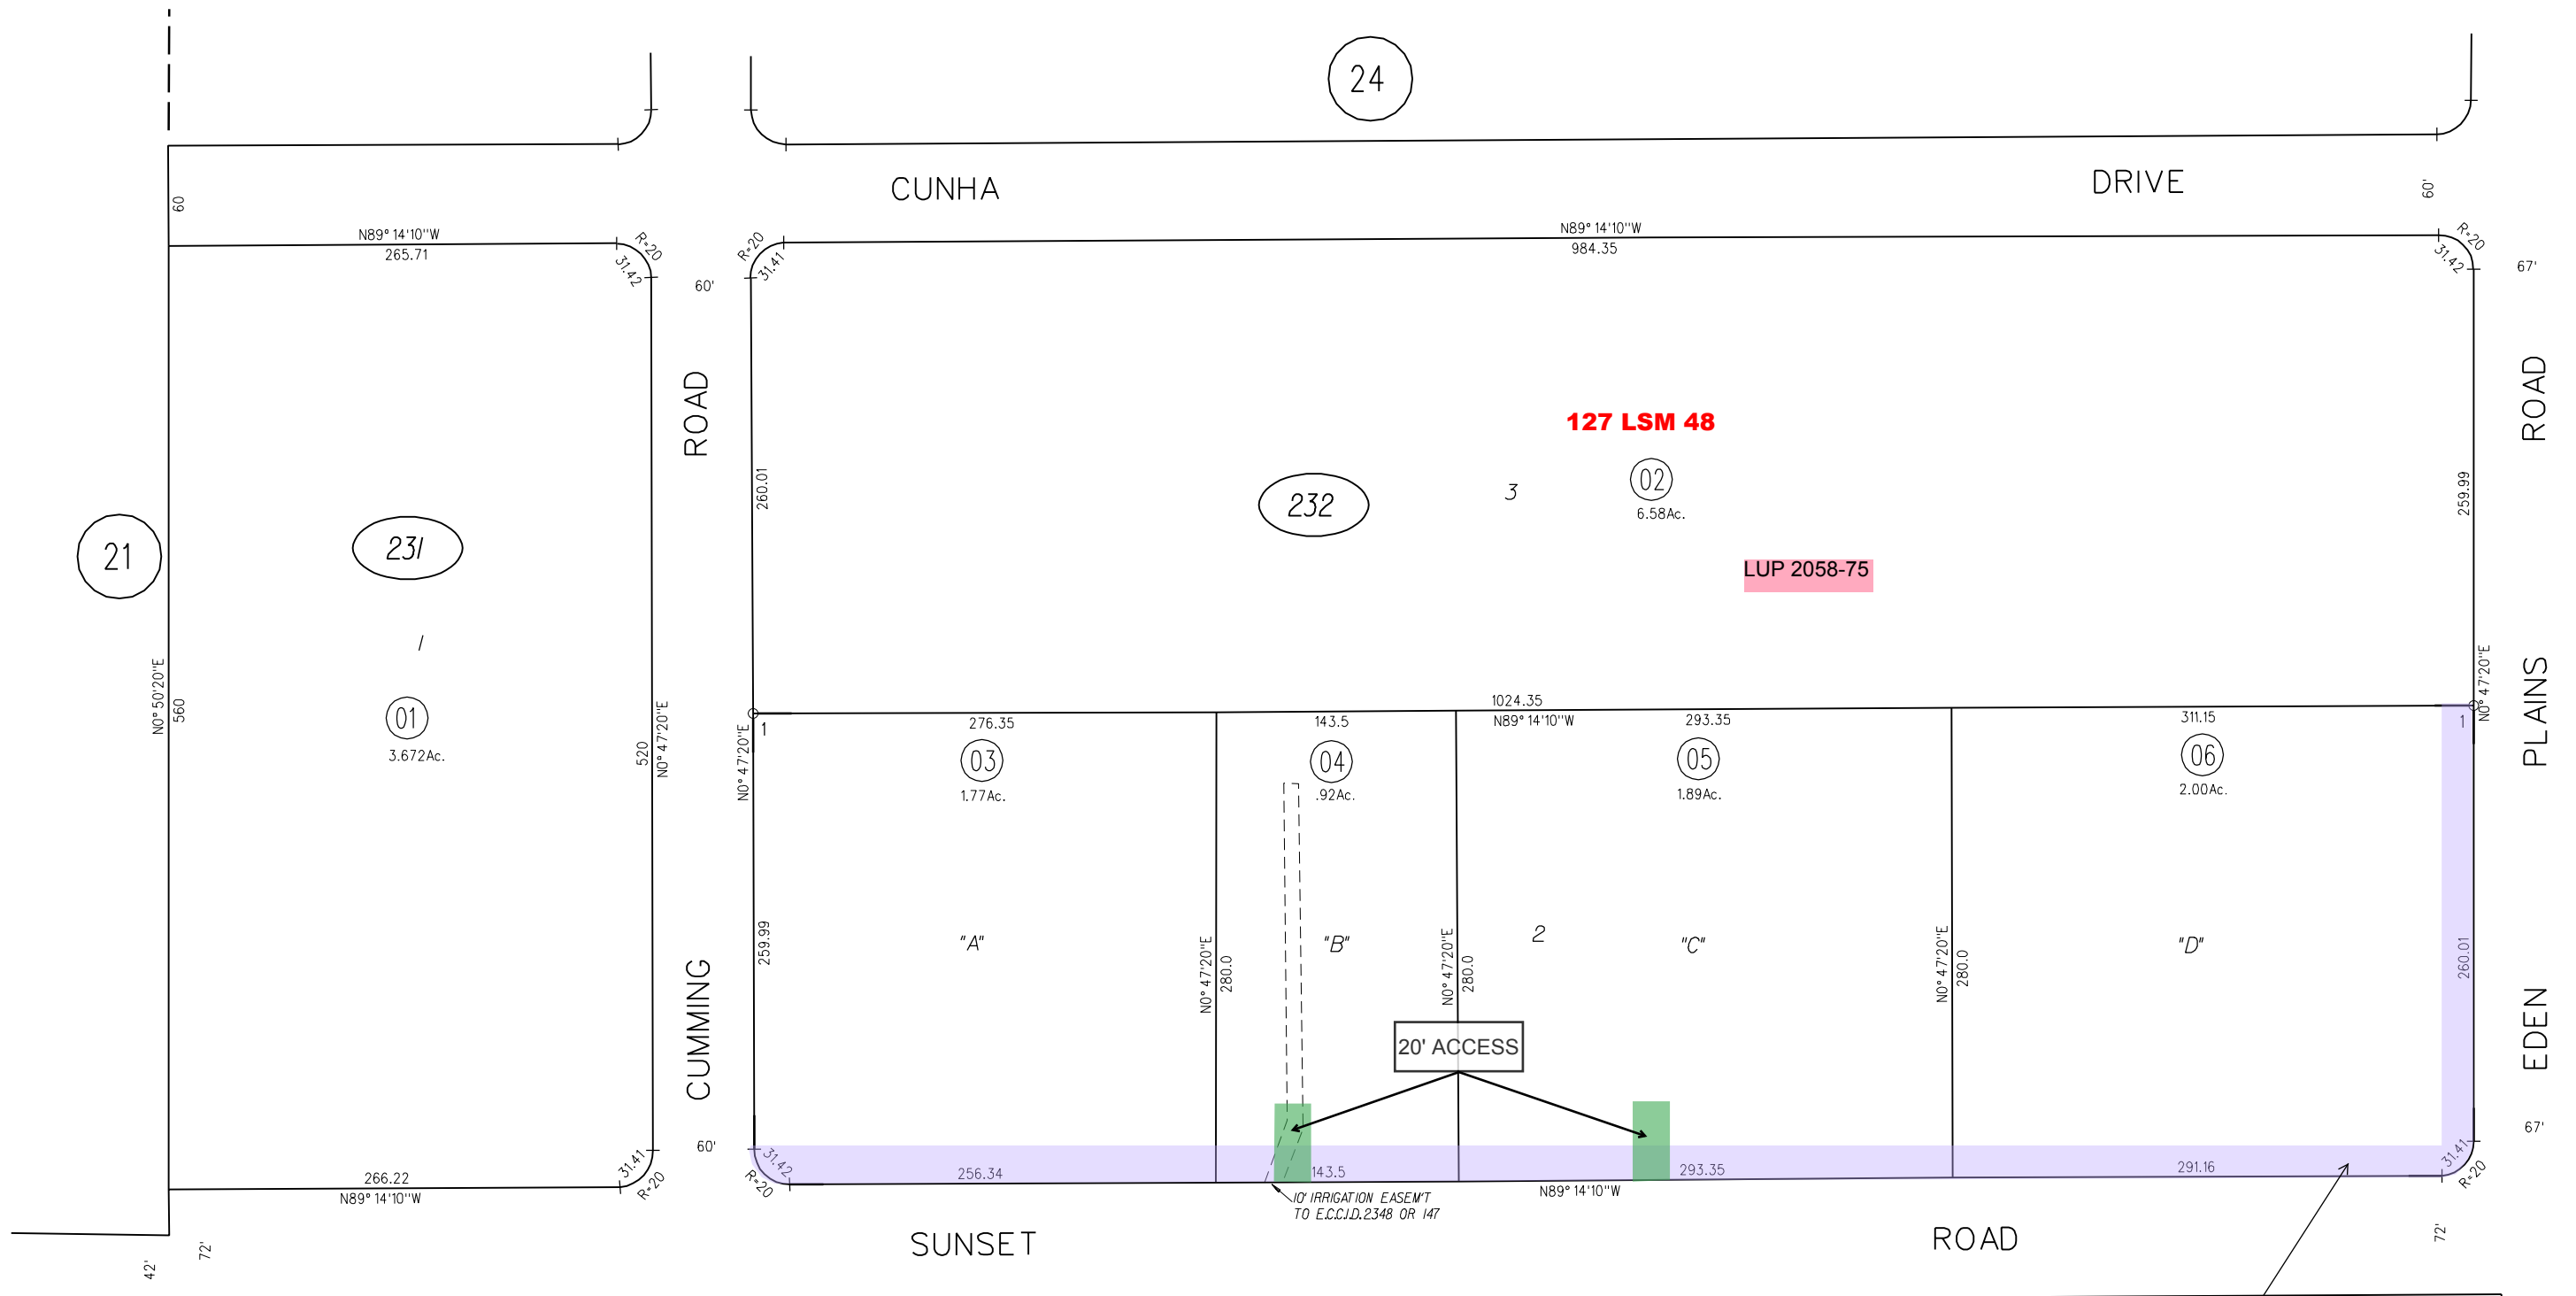 24
CUNHA DRIVE
60
60'
N89° 14'10"W
265.71
R=20
31.42
R=20
31.41
N89° 14'10"W
984.35
R=20
31.42
60'
67'
ROAD
ROAD
127 LSM 48
02
6.58Ac.
3
232
260.01
259.99
LUP 2058-75
21
231
1
01
3.672Ac.
N0° 50'20"E
560
520
N0° 47'20"E
N0° 47'20"E
1024.35
N89° 14'10"W
N0° 47'20"E
PLAINS
1
276.35
143.5
293.35
311.15
1
03
1.77Ac.
04
.92Ac.
05
1.89Ac.
06
2.00Ac.
259.99
"A"
N0° 47'20"E
280.0
"B"
N0° 47'20"E
280.0
2
"C"
N0° 47'20"E
280.0
"D"
260.01
CUMMING
EDEN
20' ACCESS
60'
67'
266.22
N89° 14'10"W
31.41
R=20
31.42
R=20
256.34
143.5
293.35
N89° 14'10"W
291.16
31.41
R=20
10' IRRIGATION EASEM'T
TO E.C.C.I.D. 2348 OR 147
SUNSET ROAD
42'
72'
72'